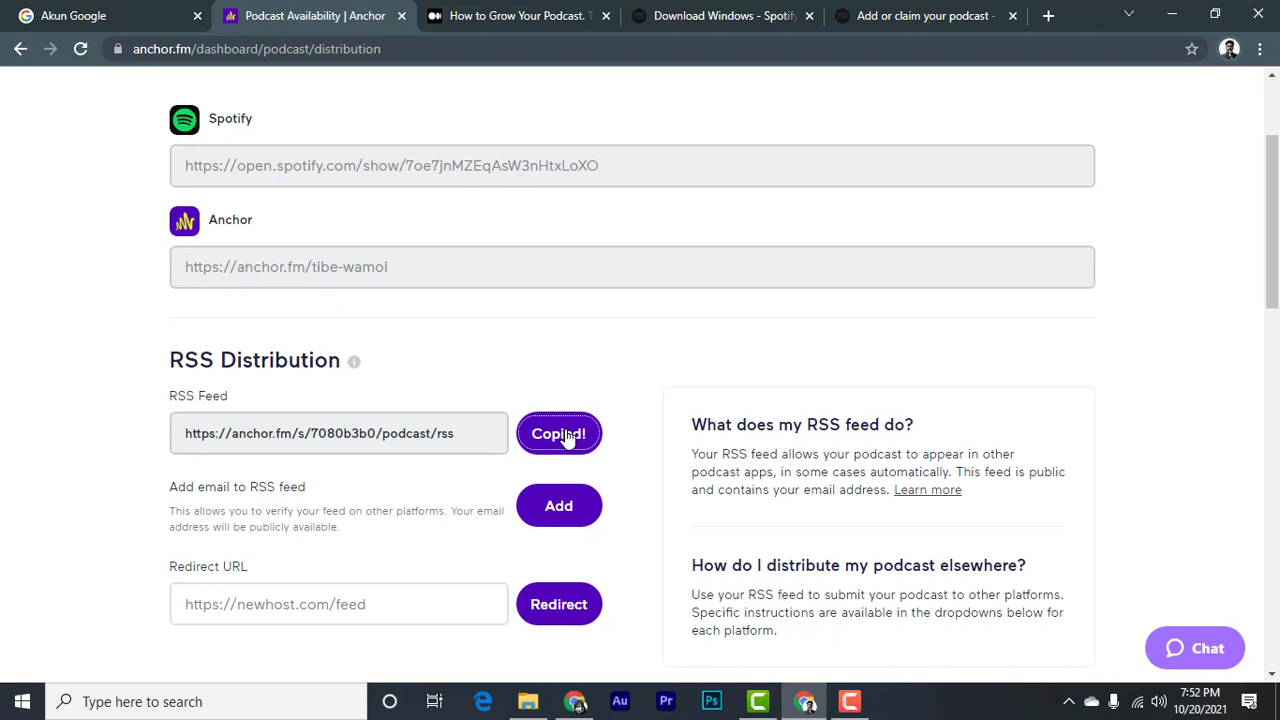 Akun Google
Podcast Availability | Anchor
How to Grow Your Podcast. T
Download Windows - Spotify
Add or claim your podcast -
anchor.fm/dashboard/podcast/distribution
Spotify
https://open.spotify.com/show/7oe7jnMZEqAsW3nHtxLoXO
Anchor
https://anchor.fm/tibe-wamoi
RSS Distribution
RSS Feed
https://anchor.fm/s/7080b3b0/podcast/rss
Copied!
Add email to RSS feed
This allows you to verify your feed on other platforms. Your email
address will be publicly available.
Add
Redirect URL
https://newhost.com/feed
Redirect
What does my RSS feed do?
Your RSS feed allows your podcast to appear in other
podcast apps, in some cases automatically. This feed is public
and contains your email address. Learn more
How do I distribute my podcast elsewhere?
Use your RSS feed to submit your podcast to other platforms.
Specific instructions are available in the dropdowns below for
each platform.
Chat
Type here to search
Au
Pr
Ps
7:52 PM
10/20/2021